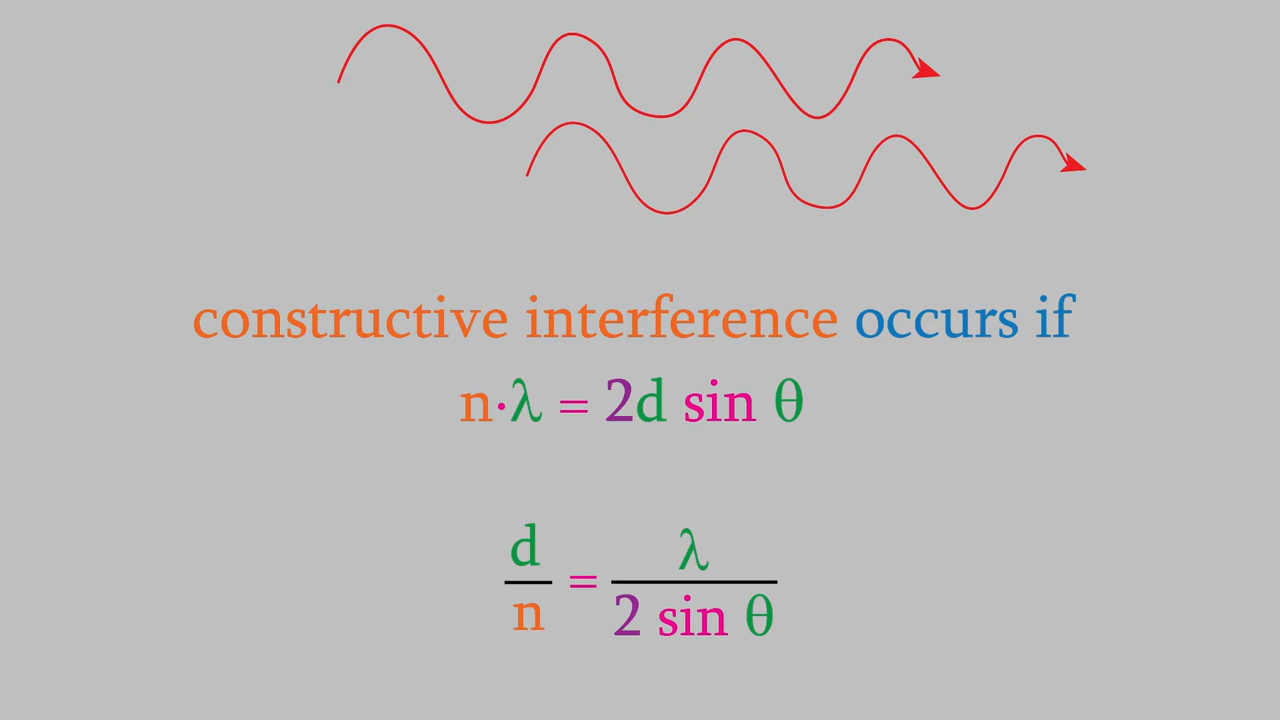 constructive interference occurs if
n·λ = 2d sin θ
d/n = λ/2 sin θ